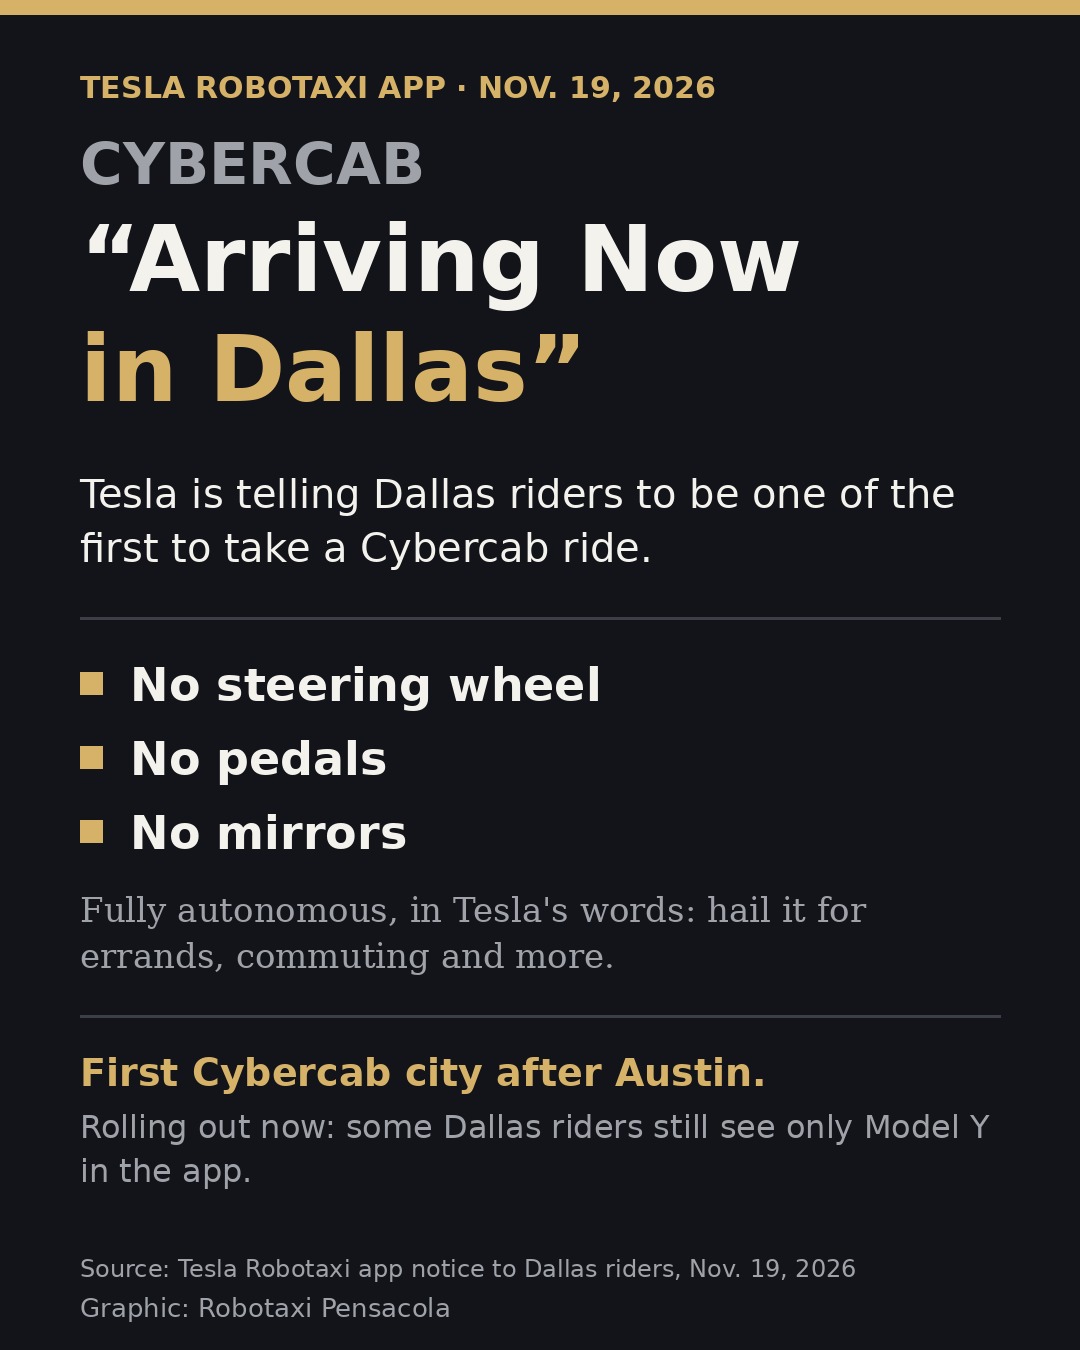 TESLA ROBOTAXI APP · NOV. 19, 2026
CYBERCAB
“Arriving Now
in Dallas”
Tesla is telling Dallas riders to be one of the
first to take a Cybercab ride.
No steering wheel
No pedals
No mirrors
Fully autonomous, in Tesla's words: hail it for
errands, commuting and more.
First Cybercab city after Austin.
Rolling out now: some Dallas riders still see only Model Y
in the app.
Source: Tesla Robotaxi app notice to Dallas riders, Nov. 19, 2026
Graphic: Robotaxi Pensacola